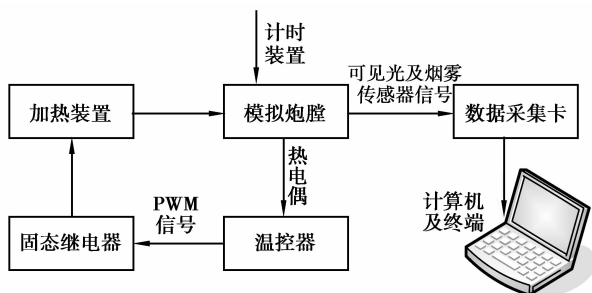 计时
装置
可见光及烟雾
传感器信号
加热装置
模拟炮膛
数据采集卡
热
电
偶
计算机
及终端
PWM
信号
固态继电器
温控器